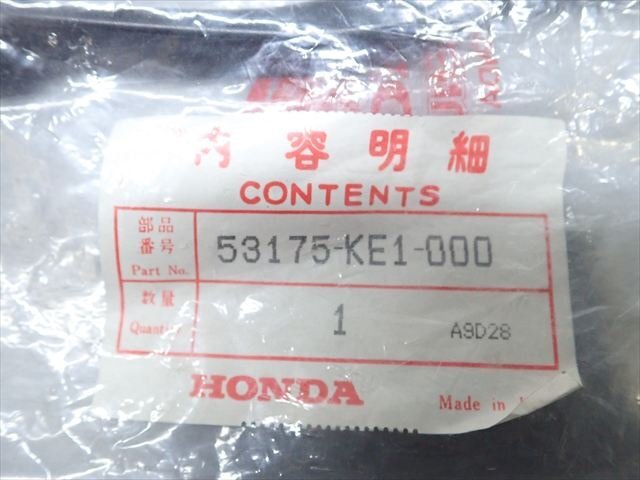 内容明細
CONTENTS
部品
番号
Part No.
53175-KE1-000
数量
Quantity
1
A9D28
HONDA
Made in